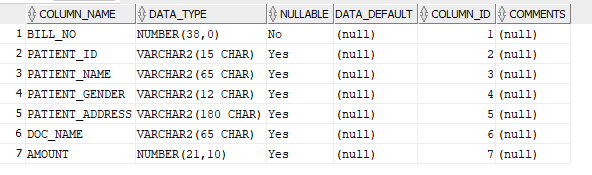 COLUMN_NAME DATA_TYPE NULLABLE DATA_DEFAULT COLUMN_ID COMMENTS
1 BILL_NO NUMBER(38,0) No (null) 1 (null)
2 PATIENT_ID VARCHAR2(15 CHAR) Yes (null) 2 (null)
3 PATIENT_NAME VARCHAR2(65 CHAR) Yes (null) 3 (null)
4 PATIENT_GENDER VARCHAR2(12 CHAR) Yes (null) 4 (null)
5 PATIENT_ADDRESS VARCHAR2(180 CHAR) Yes (null) 5 (null)
6 DOC_NAME VARCHAR2(65 CHAR) Yes (null) 6 (null)
7 AMOUNT NUMBER(21,10) Yes (null) 7 (null)